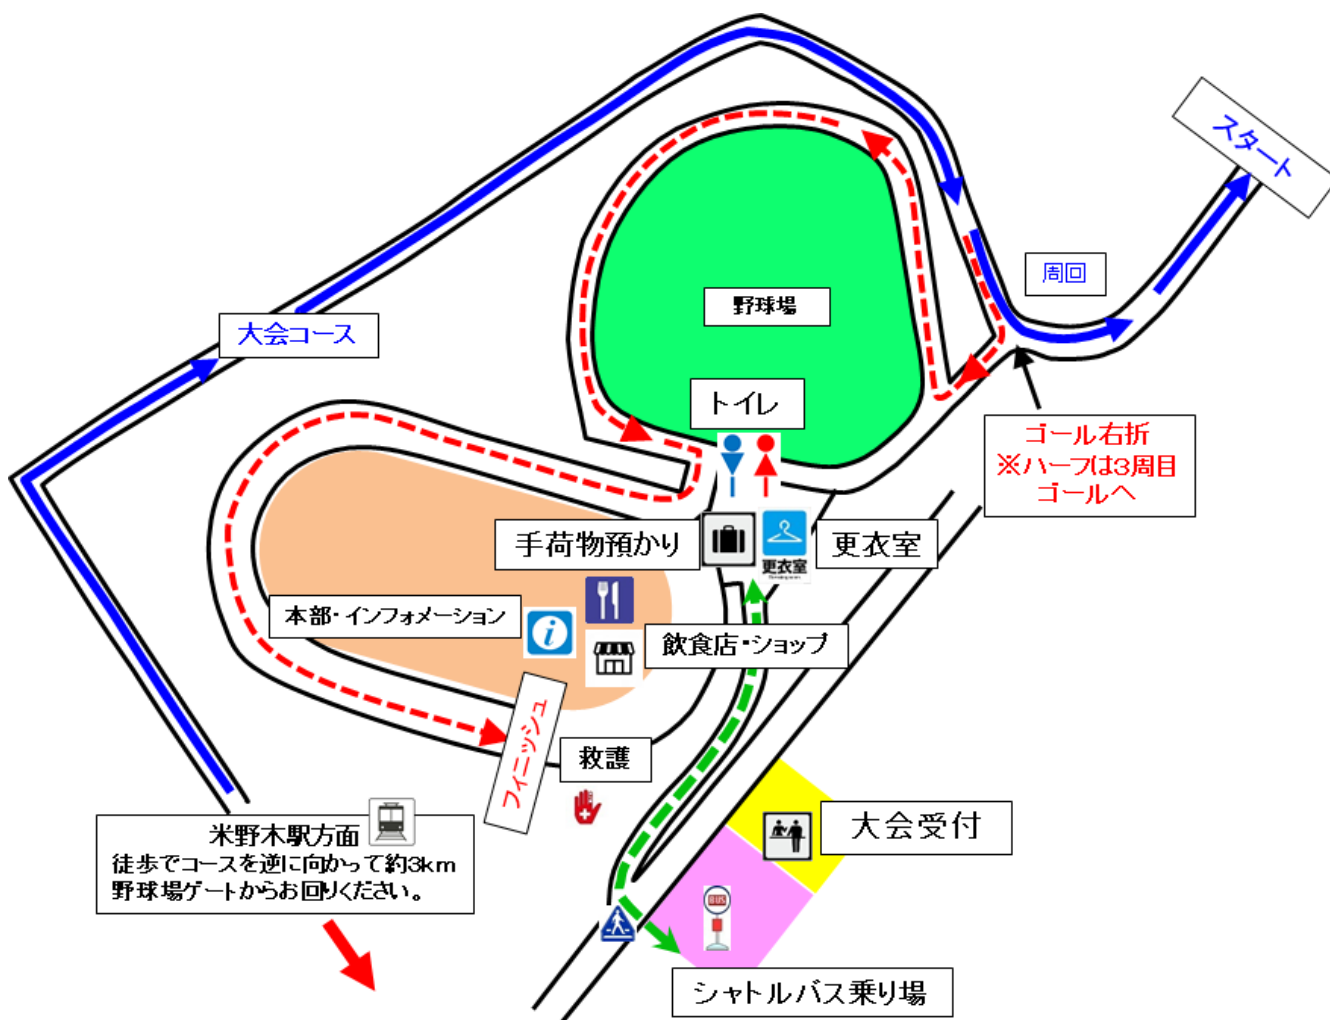 スタート
周回
野球場
大会コース
トイレ
ゴール右折
※ハーフは3周目
ゴールへ
手荷物預かり
更衣室
更衣室
本部・インフォメーション
飲食店・ショップ
フィニッシュ
救護
大会受付
米野木駅方面
徒歩でコースを逆に向かって約3km
野球場ゲートからお回りください。
BUS
シャトルバス乗り場